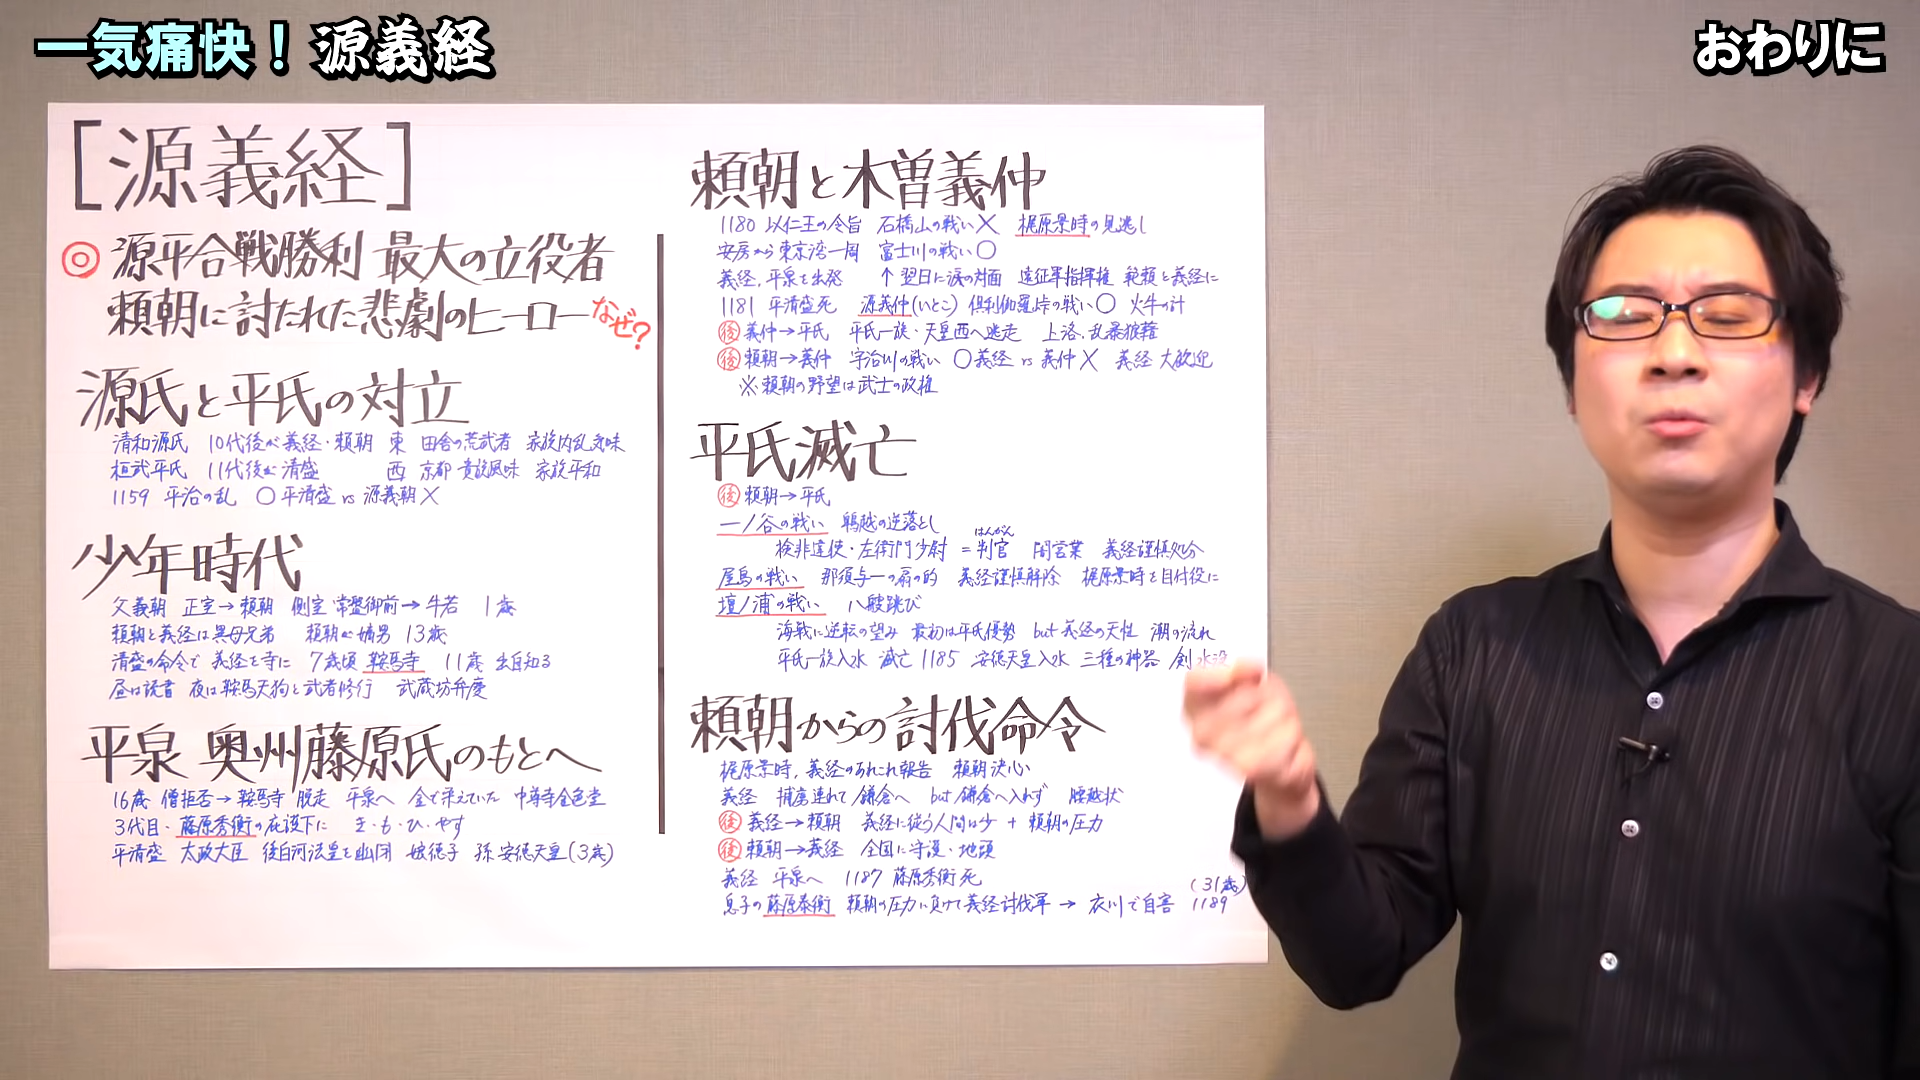 一気痛快！源義経
おわりに
［源義経］
◎ 源平合戦勝利 最大の立役者
頼朝に討たれた悲劇のヒーロー なぜ？
源氏と平氏の対立
清和源氏 10代後が義経・頼朝 東 田舎の荒武者 家族内乱気味
桓武平氏 11代後が清盛 西 京都 貴族風味 家族平和
1159 平治の乱 〇平清盛 vs 源義朝×
少年時代
父義朝 正室→頼朝 側室 常盤御前→牛若 1歳
頼朝と義経は異母兄弟 頼朝が嫡男 13歳
清盛の命令で 義経を寺に 7歳頃 鞍馬寺 11歳 出自知る
昼は読書 夜は鞍馬天狗と武者修行 武蔵坊弁慶
平泉 奥州藤原氏のもとへ
16歳 僧拒否→鞍馬寺 脱走 平泉へ 金で栄えていた 中尊寺金色堂
3代目・藤原秀衡の庇護下に き・も・ひ・やす
平清盛 太政大臣 後白河法皇を幽閉 娘徳子 孫 安徳天皇(3歳)
頼朝と木曽義仲
1180 以仁王の令旨 石橋山の戦い× 梶原景時の見逃し
安房から東京湾一周 富士川の戦い〇
義経、平泉を出発 ↑翌日に涙の対面 遠征軍指揮権 範頼と義経に
1181 平清盛死 源義仲(いとこ) 倶利伽羅峠の戦い〇 火牛の計
後 義仲→平氏 平氏一族・天皇西へ逃走 上洛、乱暴狼藉
後 頼朝→義仲 宇治川の戦い 〇義経 vs 義仲× 義経 大歓迎
※頼朝の野望は武士の政権
平氏滅亡
後 頼朝→平氏
一ノ谷の戦い 鵯越の逆落とし
はんがん
検非違使・左衛門少尉 = 判官 闇営業 義経謹慎処分
屋島の戦い 那須与一の扇の的 義経謹慎解除 梶原景時を目付役に
壇ノ浦の戦い 八艘跳び
海戦に逆転の望み 最初は平氏優勢 but 義経の天性 潮の流れ
平氏一族入水 滅亡 1185 安徳天皇入水 三種の神器 剣 水没
頼朝からの討伐命令
梶原景時、義経のあれこれ報告 頼朝決心
義経 捕虜連れて鎌倉へ but 鎌倉へ入れず 腰越状
後 義経→頼朝 義経に従う人間は少 + 頼朝の圧力
後 頼朝→義経 全国に守護・地頭
義経 平泉へ 1187 藤原秀衡死
息子の藤原泰衡 頼朝の圧力に負けて義経討伐軍 → 衣川で自害 1189 (31歳)